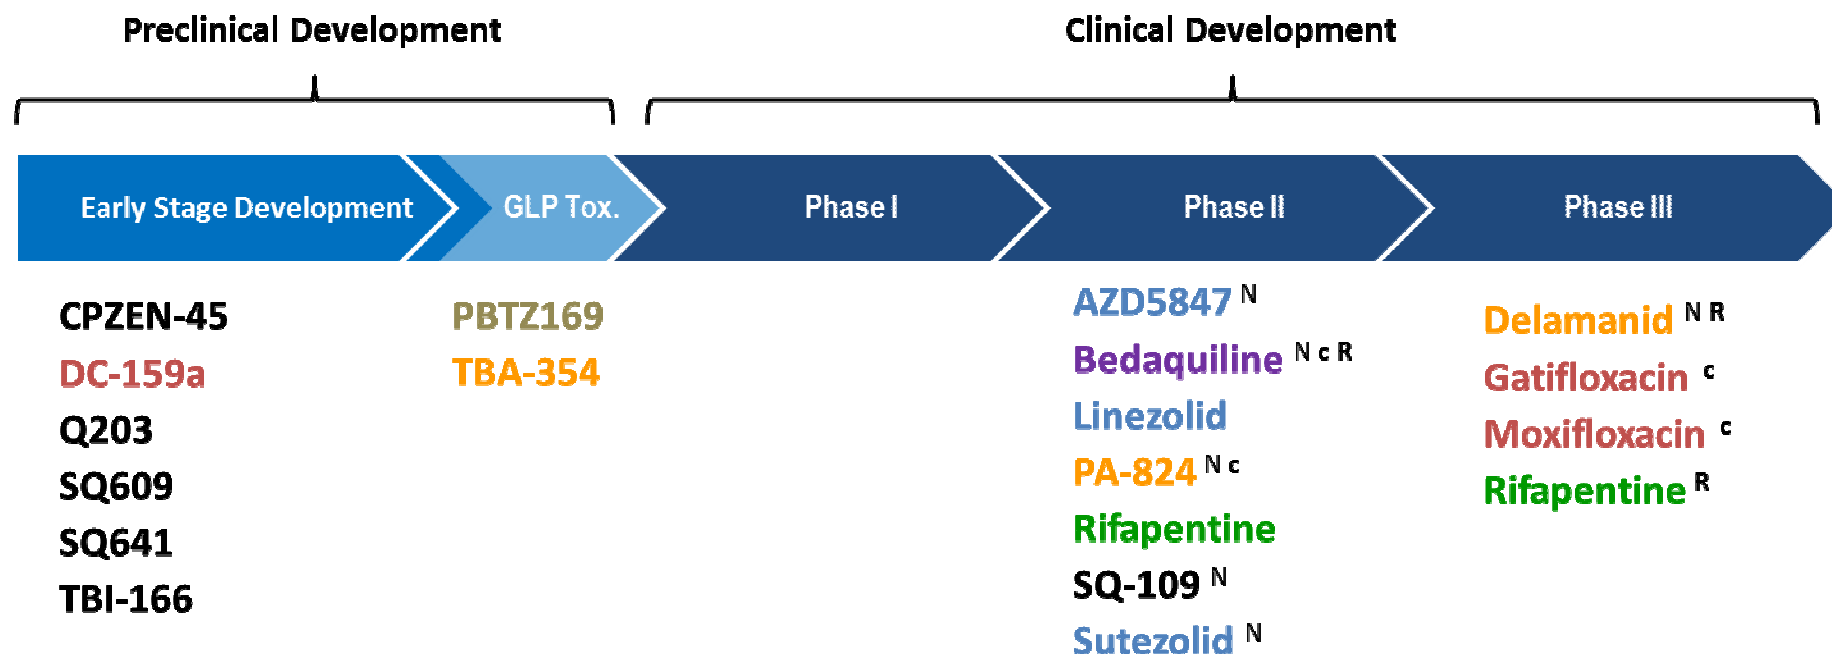 Preclinical Development
Clinical Development
Early Stage Development
GLP Tox.
Phase I
Phase II
Phase III
CPZEN-45
DC-159a
Q203
SQ609
SQ641
TBI-166
PBTZ169
TBA-354
AZD5847 N
Bedaquiline N c R
Linezolid
PA-824 N c
Rifapentine
SQ-109 N
Sutezolid N
Delamanid N R
Gatifloxacin c
Moxifloxacin c
Rifapentine R